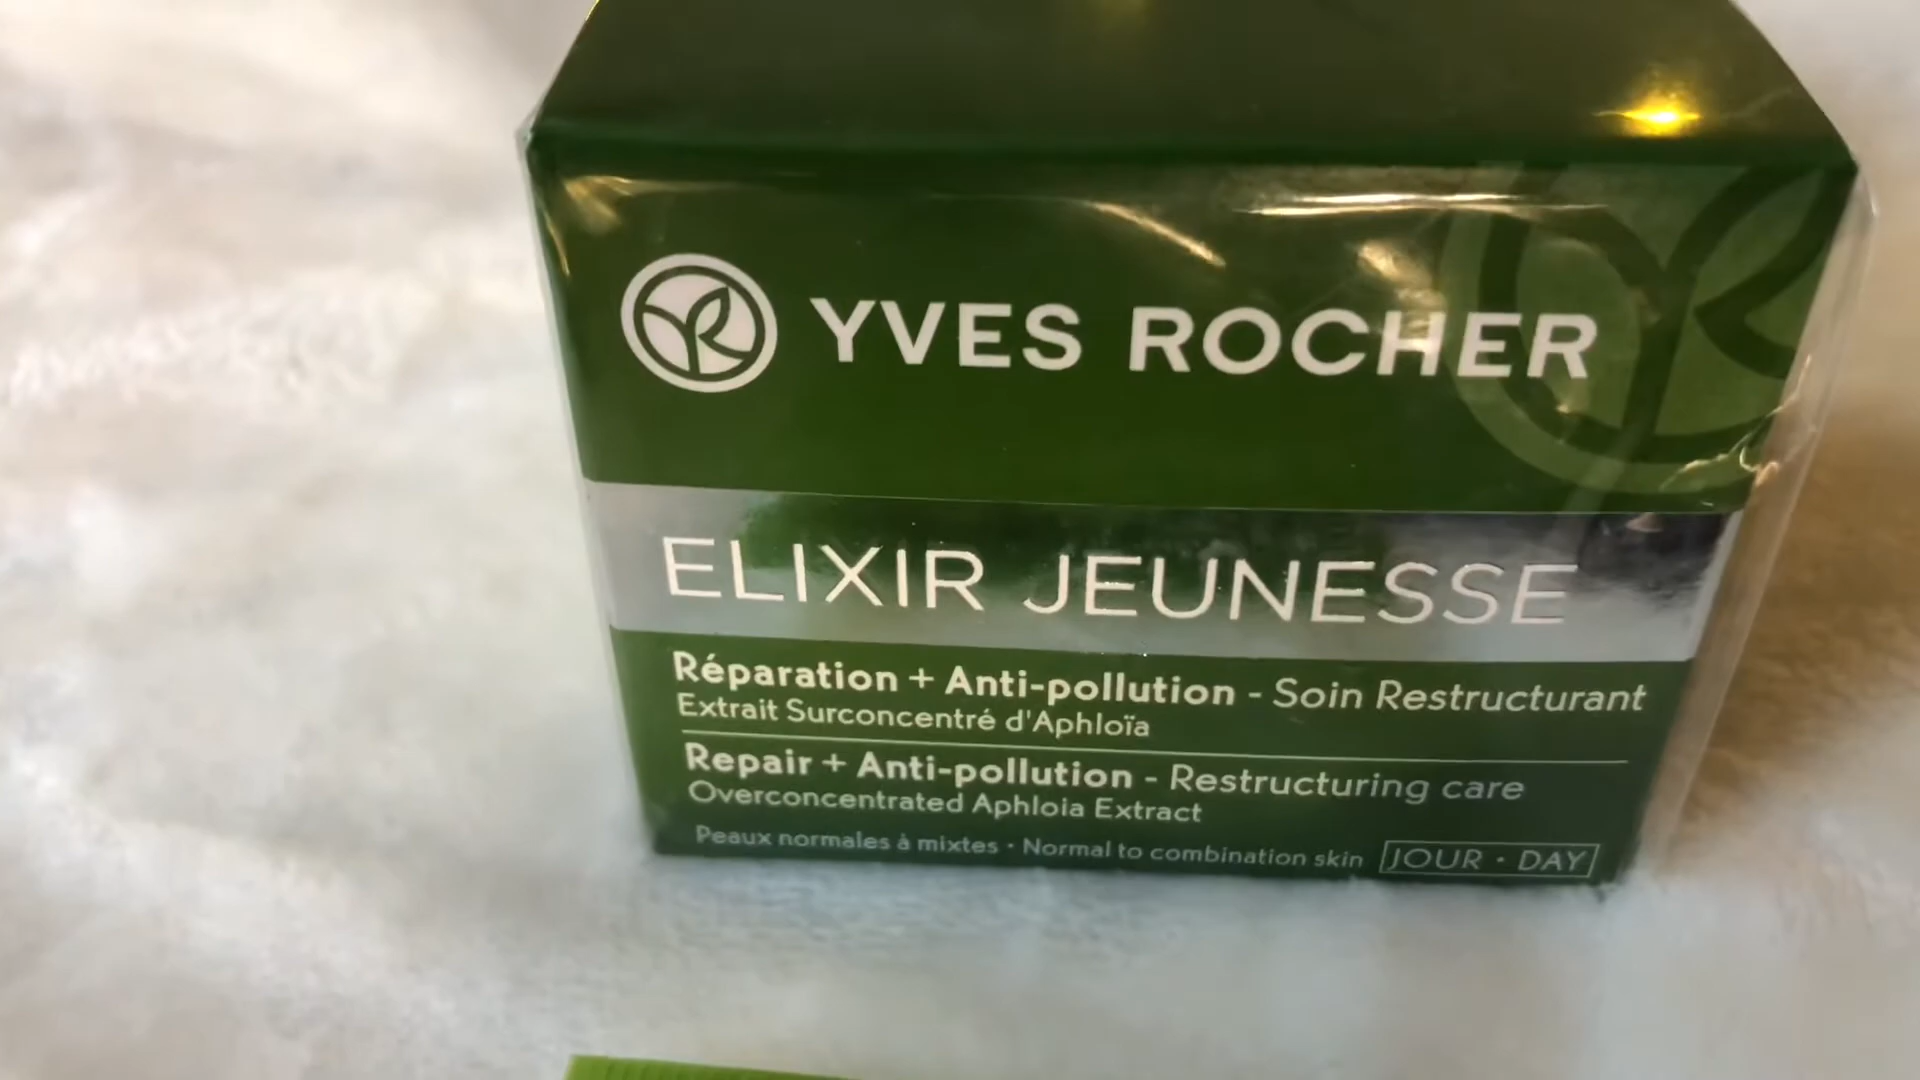 YVES ROCHER
ELIXIR JEUNESSE
Réparation + Anti-pollution - Soin Restructurant
Extrait Surconcentré d'Aphloïa
Repair + Anti-pollution - Restructuring care
Overconcentrated Aphloia Extract
Peaux normales à mixtes · Normal to combination skin JOUR · DAY